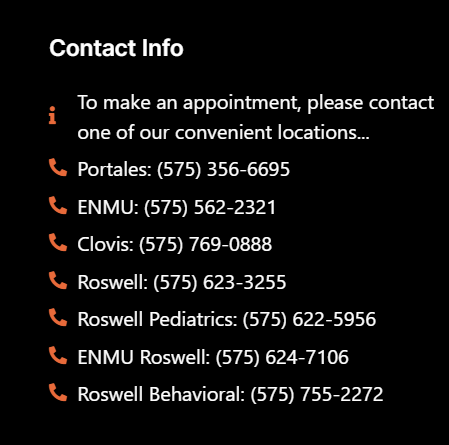 Contact Info
To make an appointment, please contact
one of our convenient locations...
Portales: (575) 356-6695
ENMU: (575) 562-2321
Clovis: (575) 769-0888
Roswell: (575) 623-3255
Roswell Pediatrics: (575) 622-5956
ENMU Roswell: (575) 624-7106
Roswell Behavioral: (575) 755-2272